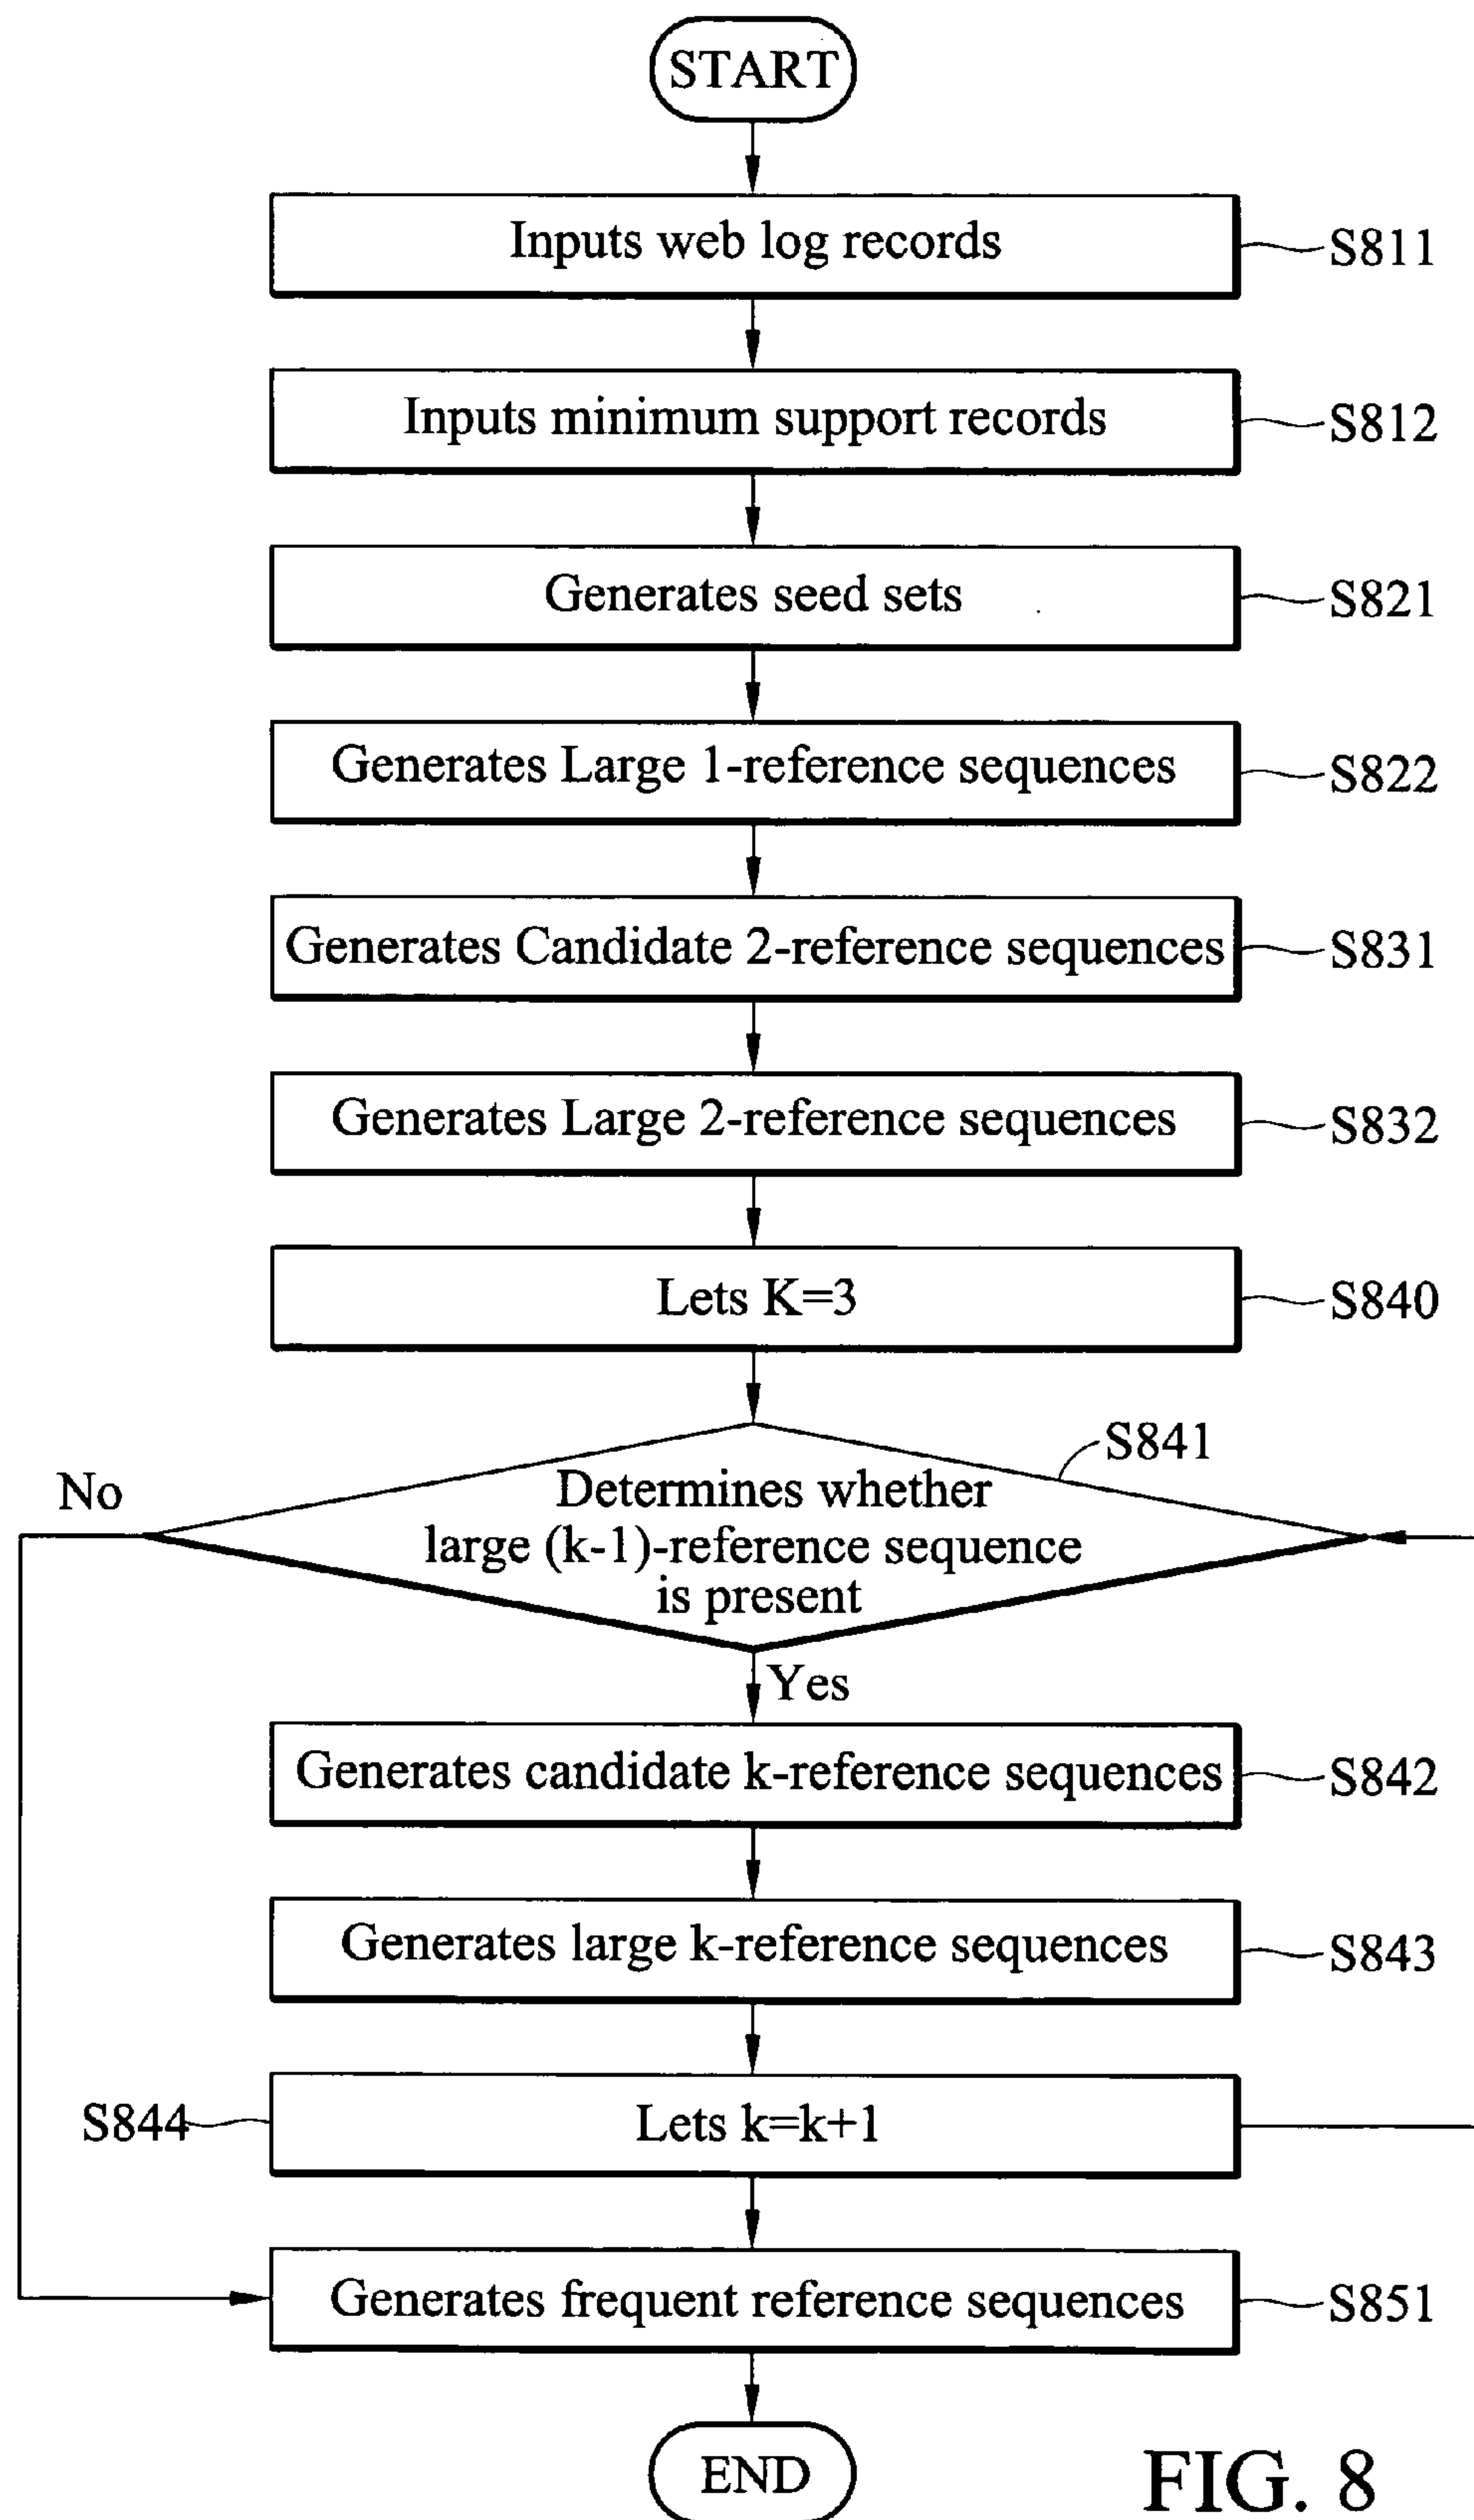 START
Inputs web log records
S811
Inputs minimum support records
S812
Generates seed sets
S821
Generates Large 1-reference sequences
S822
Generates Candidate 2-reference sequences
S831
Generates Large 2-reference sequences
S832
Lets K=3
S840
S841
No
Determines whether
large (k-1)-reference sequence
is present
Yes
Generates candidate k-reference sequences
S842
Generates large k-reference sequences
S843
S844
Lets k=k+1
Generates frequent reference sequences
S851
END
FIG. 8